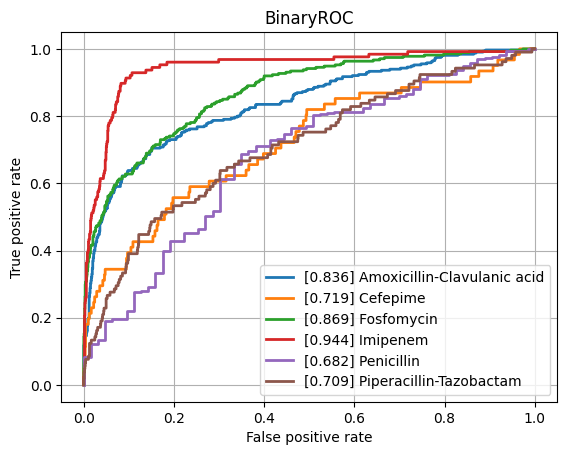 BinaryROC
1.0
0.8
0.6
0.4
0.2
0.0
True positive rate
[0.836] Amoxicillin-Clavulanic acid
[0.719] Cefepime
[0.869] Fosfomycin
[0.944] Imipenem
[0.682] Penicillin
[0.709] Piperacillin-Tazobactam
0.0 0.2 0.4 0.6 0.8 1.0
False positive rate